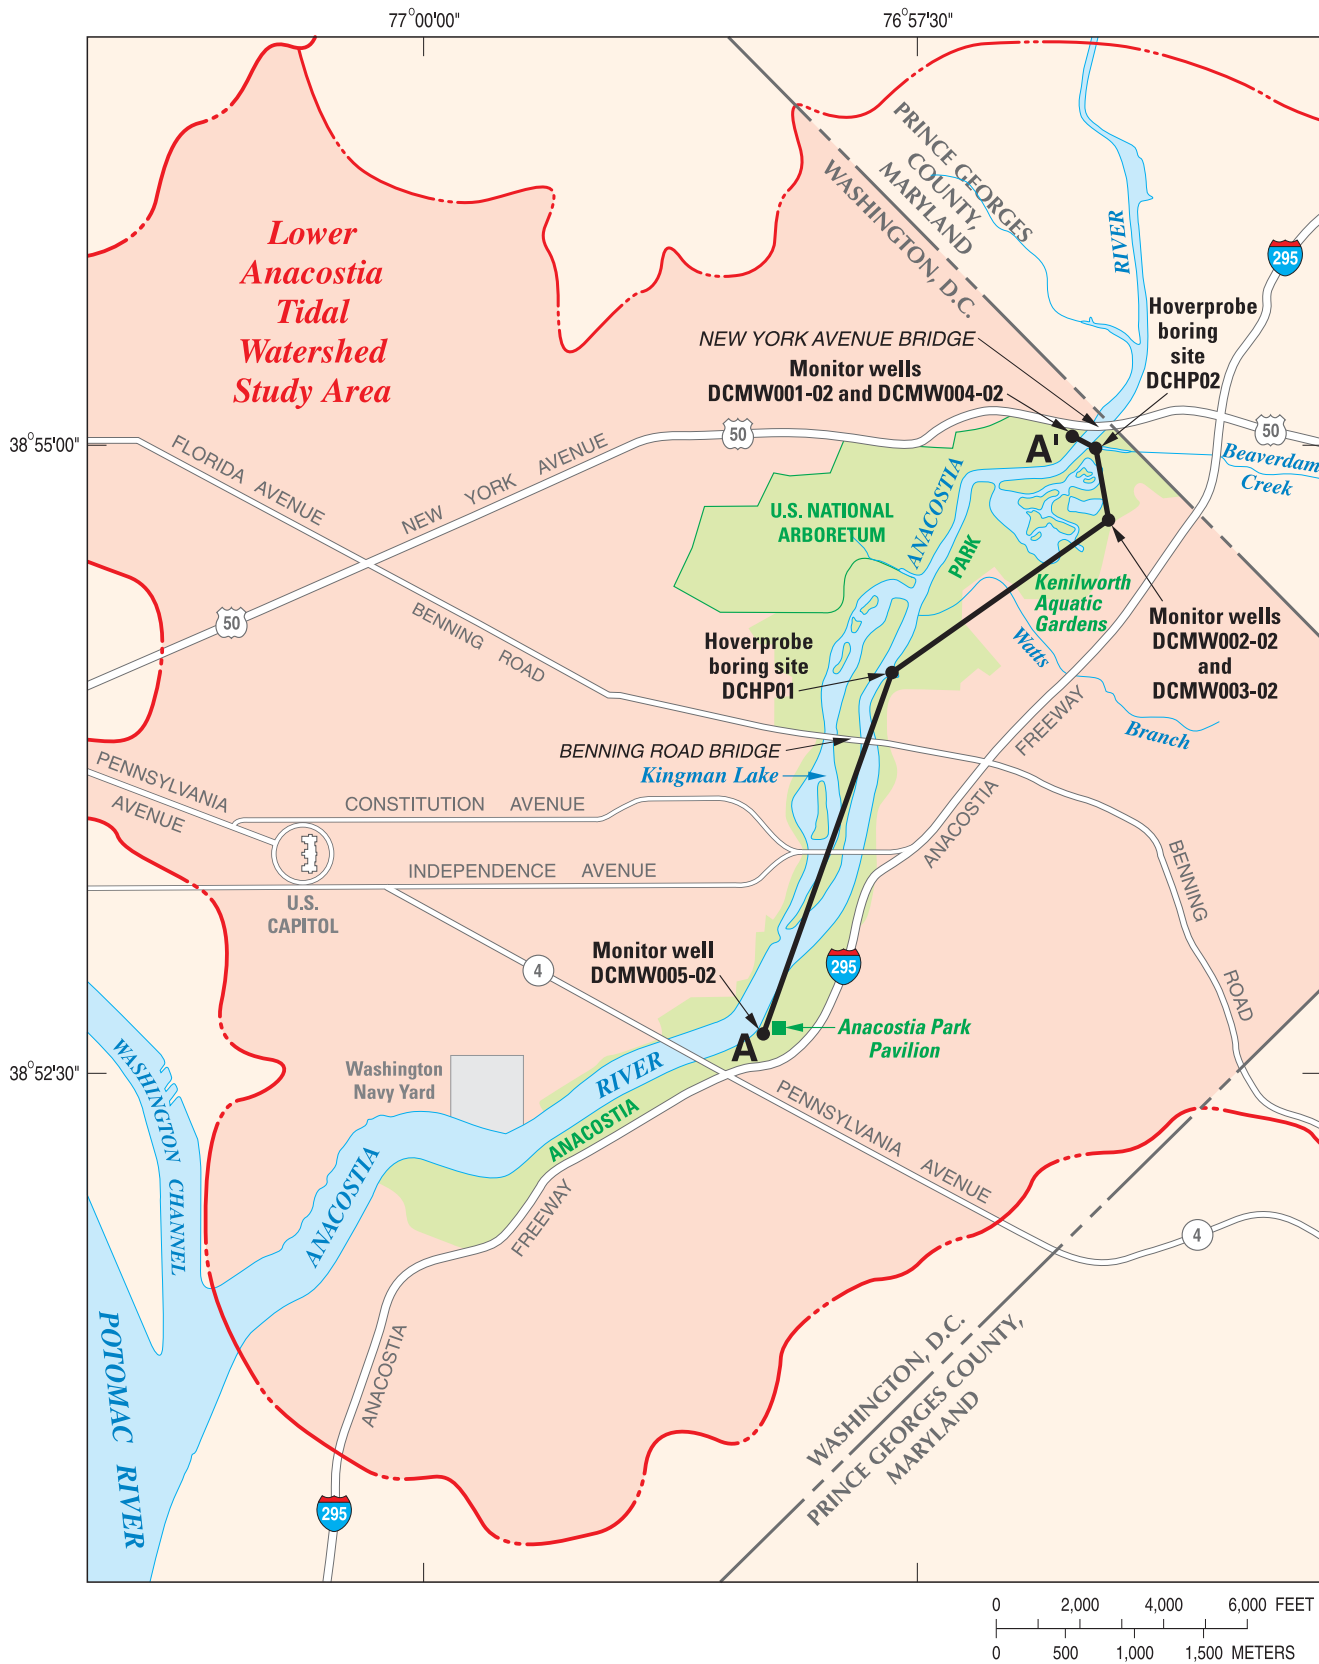 77°00'00"
76°57'30"
PRINCE GEORGES
COUNTY,
MARYLAND
WASHINGTON, D.C.
RIVER
295
Lower
Anacostia
Tidal
Watershed
Study Area
Hoverprobe
boring
site
DCHP02
NEW YORK AVENUE BRIDGE
Monitor wells
DCMW001-02 and DCMW004-02
38°55'00"
50
50
A'
Beaverdam
Creek
FLORIDA AVENUE
NEW YORK AVENUE
U.S. NATIONAL
ARBORETUM
ANACOSTIA
PARK
Kenilworth
Aquatic
Gardens
50
BENNING ROAD
Hoverprobe
boring site
DCHP01
Watts
Branch
Monitor wells
DCMW002-02
and
DCMW003-02
BENNING ROAD BRIDGE
Kingman Lake
ANACOSTIA FREEWAY
PENNSYLVANIA
AVENUE
CONSTITUTION AVENUE
INDEPENDENCE AVENUE
U.S.
CAPITOL
BENNING ROAD
4
Monitor well
DCMW005-02
295
A
Anacostia Park
Pavilion
38°52'30"
WASHINGTON CHANNEL
Washington
Navy Yard
ANACOSTIA RIVER
ANACOSTIA
PENNSYLVANIA AVENUE
FREEWAY
4
ANACOSTIA
POTOMAC RIVER
WASHINGTON, D.C.
PRINCE GEORGES COUNTY,
MARYLAND
295
0 2,000 4,000 6,000 FEET
0 500 1,000 1,500 METERS